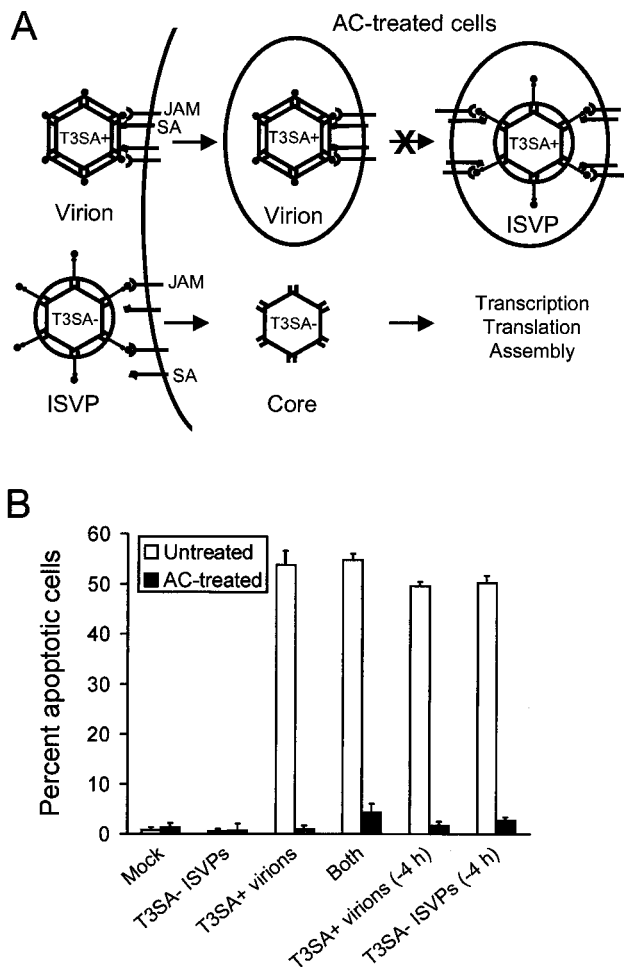 A
AC-treated cells
T3SA+
JAM
SA
Virion
T3SA+
Virion
X
T3SA+
ISVP
T3SA-
JAM
SA
ISVP
T3SA-
Core
Transcription
Translation
Assembly
B
Percent apoptotic cells
60
50
40
30
20
10
0
Untreated
AC-treated
Mock
T3SA- ISVPs
T3SA+ virions
Both
T3SA+ virions (-4 h)
T3SA- ISVPs (-4 h)